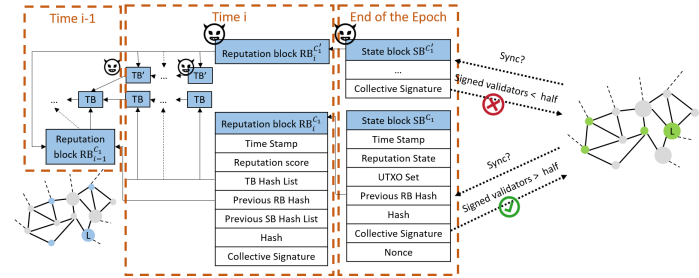 Time i-1
Time i
End of the Epoch
Reputation block RB_i^{C_1'}
State block SB^{C_1'}
...
Collective Signature
Sync?
Signed validators < half
TB'
...
TB'
...
TB
TB
...
TB
Reputation
block RB_{i-1}^{C_1}
Reputation block RB_i^{C_1}
Time Stamp
Reputation score
TB Hash List
Previous RB Hash
Previous SB Hash List
Hash
Collective Signature
State block SB^{C_1}
Time Stamp
Reputation State
UTXO Set
Previous RB Hash
Hash
Collective Signature
Nonce
Sync?
Signed validators > half
L
L